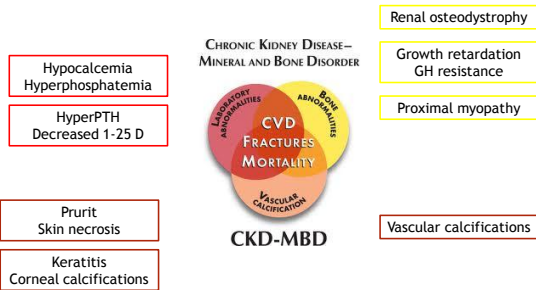 Renal osteodystrophy
CHRONIC KIDNEY DISEASE–
MINERAL AND BONE DISORDER
Growth retardation
GH resistance
Hypocalcemia
Hyperphosphatemia
Proximal myopathy
HyperPTH
Decreased 1-25 D
LABORATORY
ABNORMALITIES
BONE
ABNORMALITIES
CVD
FRACTURES
MORTALITY
VASCULAR
CALCIFICATION
CKD-MBD
Prurit
Skin necrosis
Vascular calcifications
Keratitis
Corneal calcifications